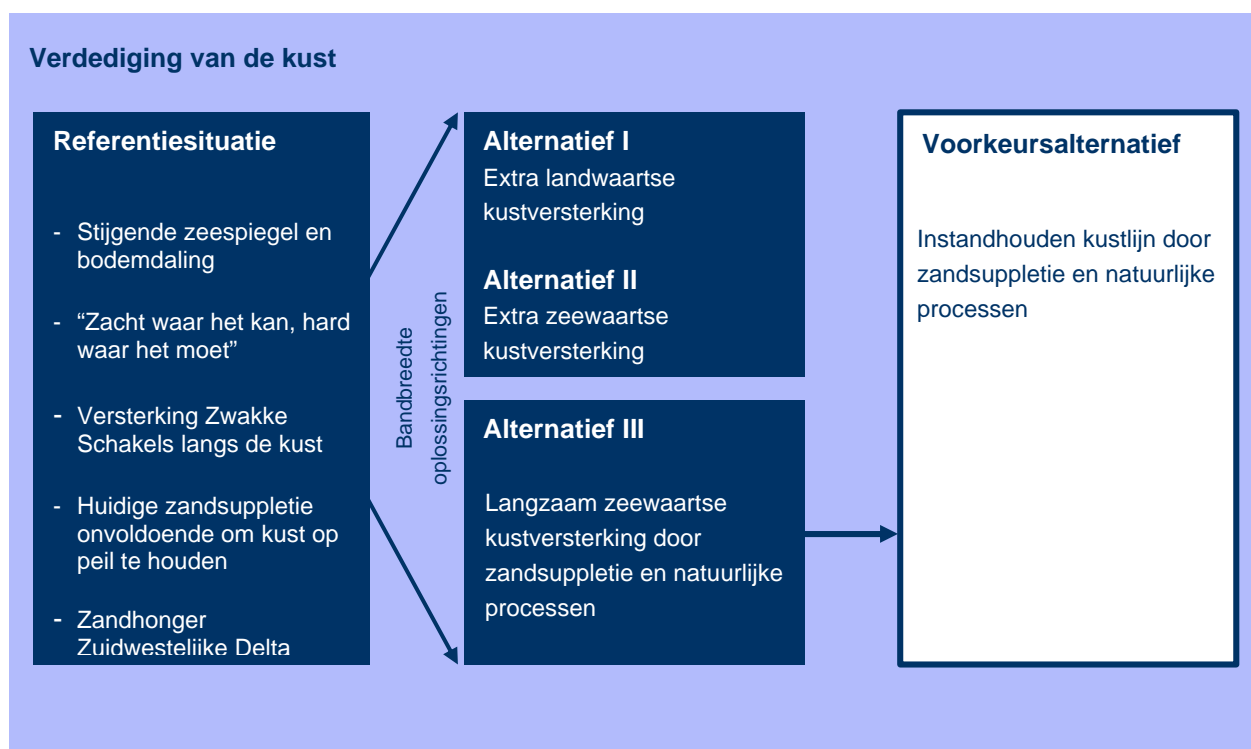 Verdediging van de kust
Referentiesituatie
- Stijgende zeespiegel en
bodemdaling
- “Zacht waar het kan, hard
waar het moet”
- Versterking Zwakke
Schakels langs de kust
- Huidige zandsuppletie
onvoldoende om kust op
peil te houden
- Zandhonger
Zuidwestelijke Delta
Bandbreedte
oplossingsrichtingen
Alternatief I
Extra landwaartse
kustversterking
Alternatief II
Extra zeewaartse
kustversterking
Alternatief III
Langzaam zeewaartse
kustversterking door
zandsuppletie en natuurlijke
processen
Voorkeursalternatief
Instandhouden kustlijn door
zandsuppletie en natuurlijke
processen